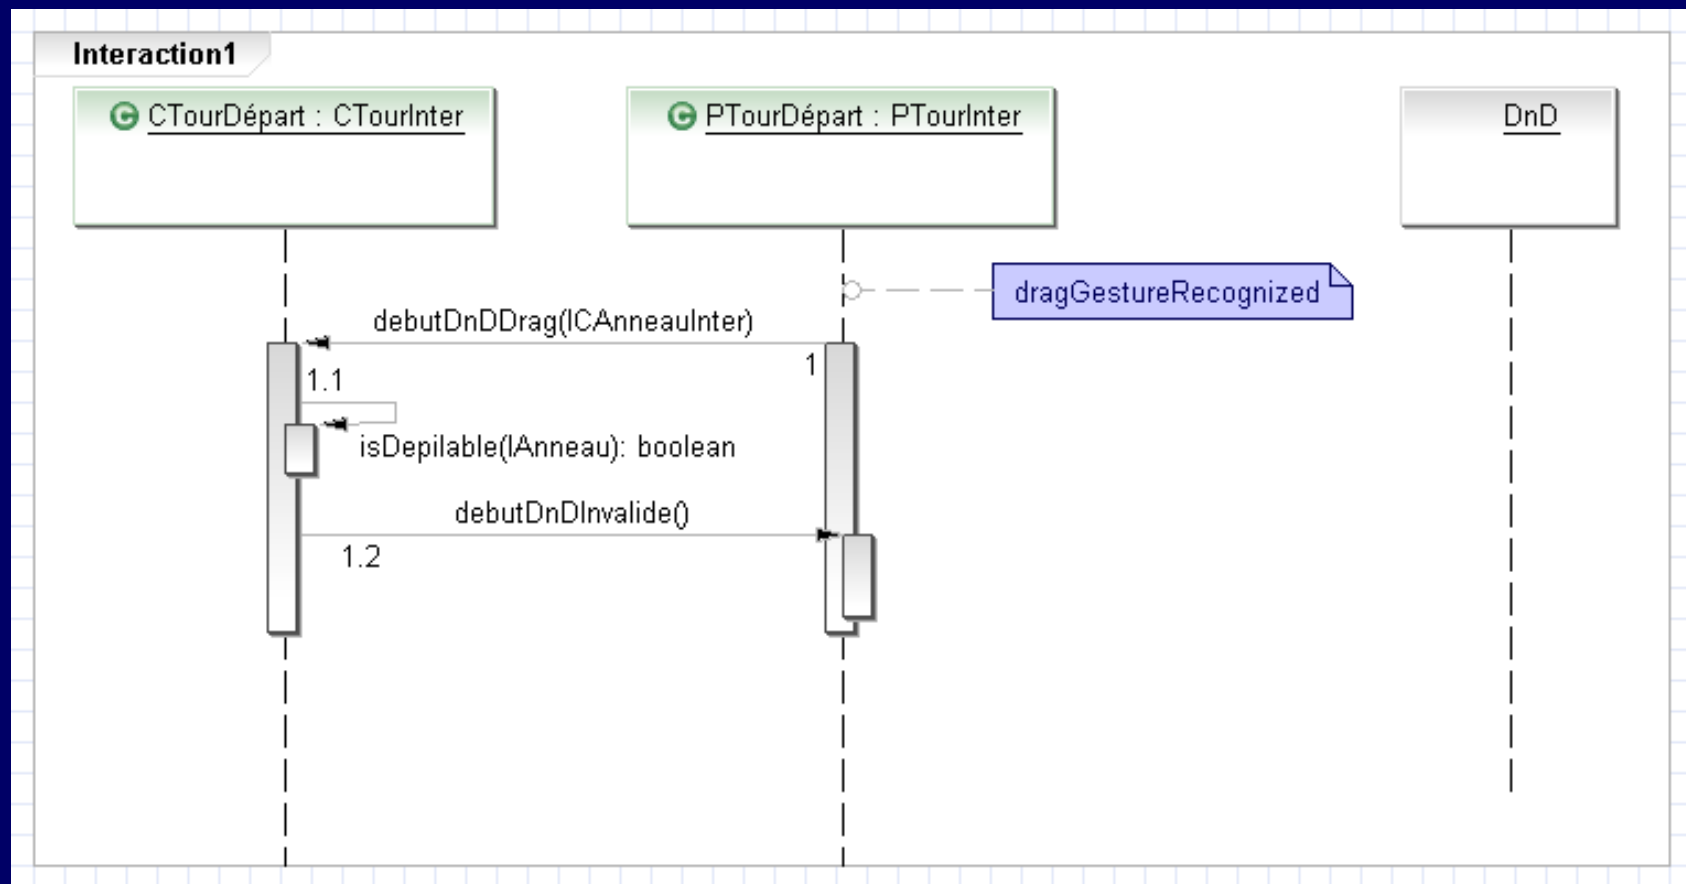 Interaction1
CTourDépart : CTourInter
PTourDépart : PTourInter
DnD
dragGestureRecognized
debutDnDDrag(ICAnneauInter)
1
1.1
isDepilable(IAnneau): boolean
debutDnDInvalide()
1.2